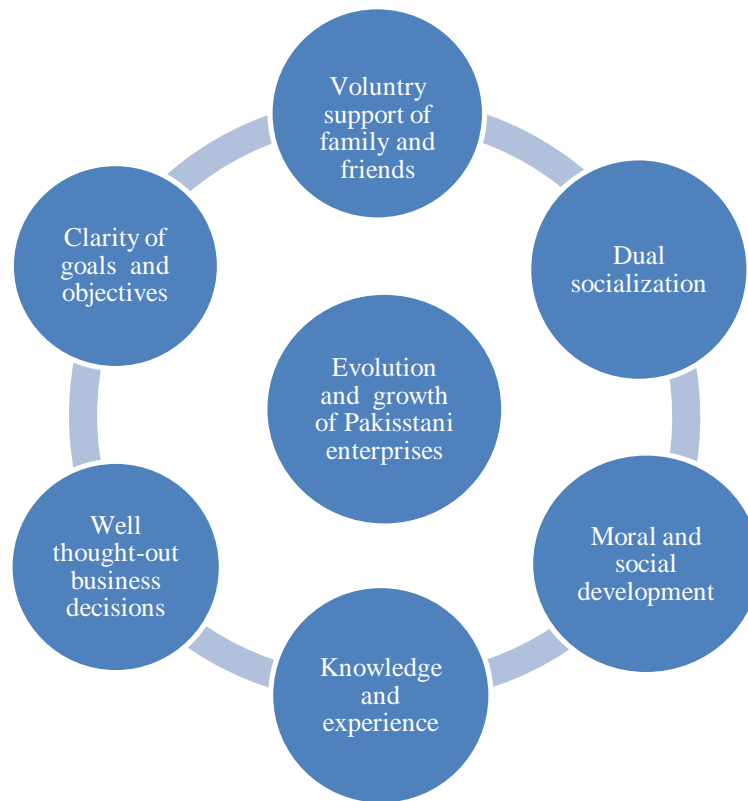 Voluntry
support of
family and
friends
Dual
socialization
Moral and
social
development
Knowledge
and
experience
Well
thought-out
business
decisions
Clarity of
goals and
objectives
Evolution
and growth
of Pakisstani
enterprises